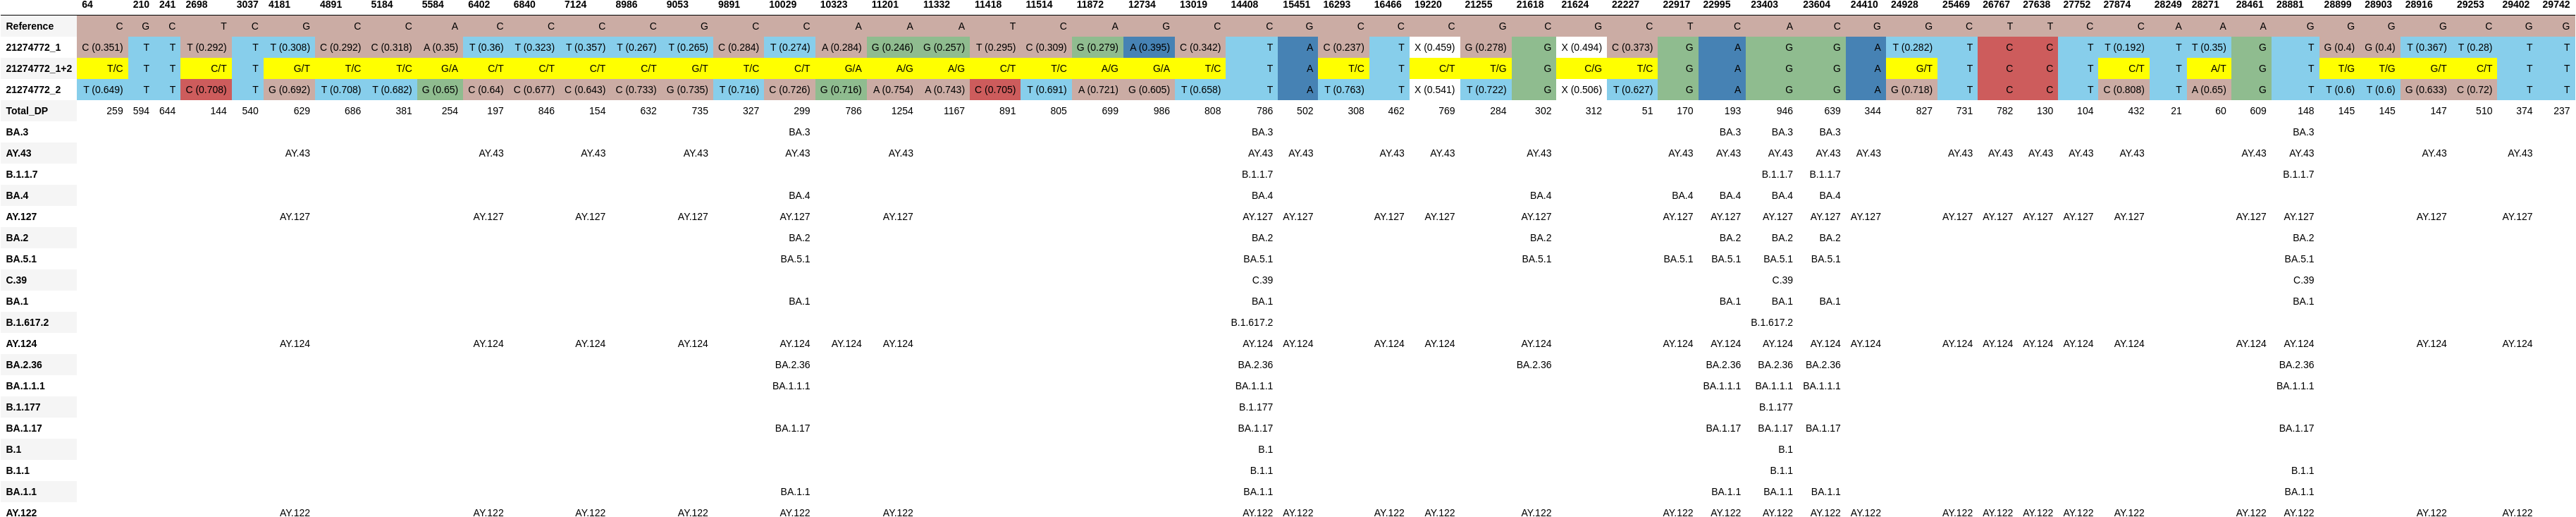 64 210 241 2698 3037 4181 4891 5184 5584 6402 6840 7124 8986 9053 9891 10029 10323 11201 11332 11418 11514 11872 12734 13019 14408 15451 16293 16466 19220 21255 21618 21624 22227 22917 22995 23403 23604 24410 24928 25469 26767 27638 27752 27874 28249 28271 28461 28881 28899 28903 28916 29253 29402 29742
Reference C G C T C G C C A C C C C G C C A A A T C A G C C G C C C G C G C T C A C G G C T T C C A A A G G G G C G G
21274772_1 C (0.351) T T T (0.292) T T (0.308) C (0.292) C (0.318) A (0.35) T (0.36) T (0.323) T (0.357) T (0.267) T (0.265) C (0.284) T (0.274) A (0.284) G (0.246) G (0.257) T (0.295) C (0.309) G (0.279) A (0.395) C (0.342) T A C (0.237) T X (0.459) G (0.278) G X (0.494) C (0.373) G A G G A T (0.282) T C C T T (0.192) T T (0.35) G T G (0.4) G (0.4) T (0.367) T (0.28) T T
21274772_1+2 T/C T T C/T T G/T T/C T/C G/A C/T C/T C/T C/T G/T T/C C/T G/A A/G A/G C/T T/C A/G G/A T/C T A T/C T C/T T/G G C/G T/C G A G G A G/T T C C T C/T T A/T G T T/G T/G G/T C/T T T
21274772_2 T (0.649) T T C (0.708) T G (0.692) T (0.708) T (0.682) G (0.65) C (0.64) C (0.677) C (0.643) C (0.733) G (0.735) T (0.716) C (0.726) G (0.716) A (0.754) A (0.743) C (0.705) T (0.691) A (0.721) G (0.605) T (0.658) T A T (0.763) T X (0.541) T (0.722) G X (0.506) T (0.627) G A G G A G (0.718) T C C T C (0.808) T A (0.65) G T T (0.6) T (0.6) G (0.633) C (0.72) T T
Total_DP 259 594 644 144 540 629 686 381 254 197 846 154 632 735 327 299 786 1254 1167 891 805 699 986 808 786 502 308 462 769 284 302 312 51 170 193 946 639 344 827 731 782 130 104 432 21 60 609 148 145 145 147 510 374 237
BA.3 BA.3 BA.3 BA.3 BA.3 BA.3 BA.3
AY.43 AY.43 AY.43 AY.43 AY.43 AY.43 AY.43 AY.43 AY.43 AY.43 AY.43 AY.43 AY.43 AY.43 AY.43 AY.43 AY.43 AY.43 AY.43 AY.43 AY.43 AY.43 AY.43 AY.43 AY.43 AY.43
B.1.1.7 B.1.1.7 B.1.1.7 B.1.1.7 B.1.1.7
BA.4 BA.4 BA.4 BA.4 BA.4 BA.4 BA.4 BA.4
AY.127 AY.127 AY.127 AY.127 AY.127 AY.127 AY.127 AY.127 AY.127 AY.127 AY.127 AY.127 AY.127 AY.127 AY.127 AY.127 AY.127 AY.127 AY.127 AY.127 AY.127 AY.127 AY.127 AY.127 AY.127 AY.127
BA.2 BA.2 BA.2 BA.2 BA.2 BA.2 BA.2 BA.2
BA.5.1 BA.5.1 BA.5.1 BA.5.1 BA.5.1 BA.5.1 BA.5.1 BA.5.1 BA.5.1
C.39 C.39 C.39 C.39
BA.1 BA.1 BA.1 BA.1 BA.1 BA.1 BA.1
B.1.617.2 B.1.617.2 B.1.617.2
AY.124 AY.124 AY.124 AY.124 AY.124 AY.124 AY.124 AY.124 AY.124 AY.124 AY.124 AY.124 AY.124 AY.124 AY.124 AY.124 AY.124 AY.124 AY.124 AY.124 AY.124 AY.124 AY.124 AY.124 AY.124 AY.124 AY.124
BA.2.36 BA.2.36 BA.2.36 BA.2.36 BA.2.36 BA.2.36 BA.2.36 BA.2.36
BA.1.1.1 BA.1.1.1 BA.1.1.1 BA.1.1.1 BA.1.1.1 BA.1.1.1 BA.1.1.1
B.1.177 B.1.177 B.1.177
BA.1.17 BA.1.17 BA.1.17 BA.1.17 BA.1.17 BA.1.17 BA.1.17
B.1 B.1 B.1
B.1.1 B.1.1 B.1.1 B.1.1
BA.1.1 BA.1.1 BA.1.1 BA.1.1 BA.1.1 BA.1.1 BA.1.1
AY.122 AY.122 AY.122 AY.122 AY.122 AY.122 AY.122 AY.122 AY.122 AY.122 AY.122 AY.122 AY.122 AY.122 AY.122 AY.122 AY.122 AY.122 AY.122 AY.122 AY.122 AY.122 AY.122 AY.122 AY.122 AY.122